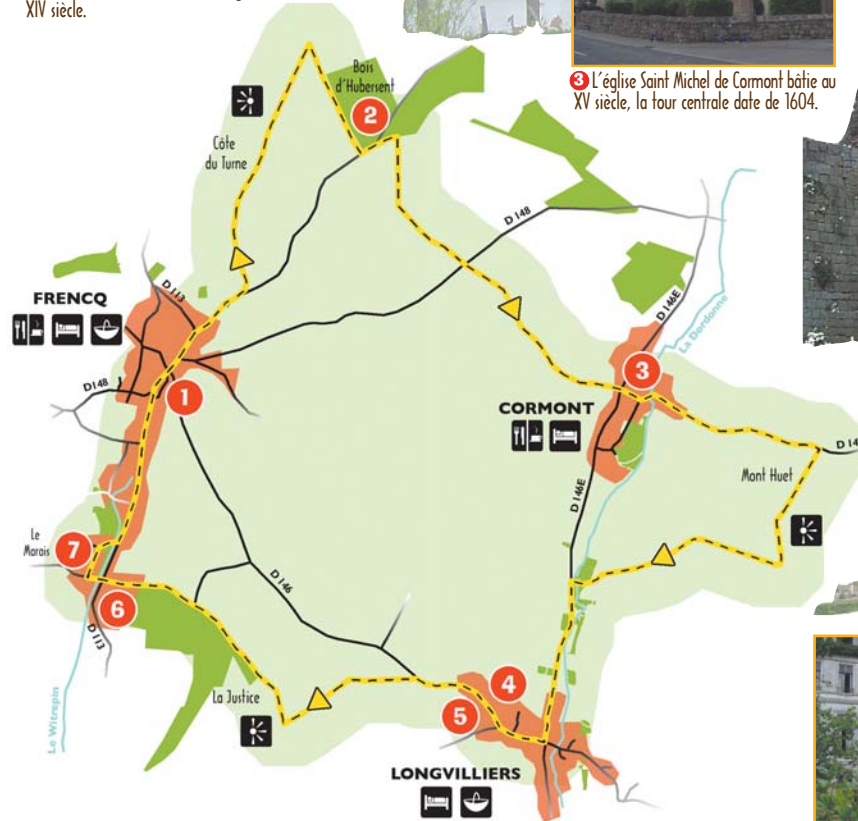 XIV siècle.
3 L'église Saint Michel de Cormont bâtie au
XV siècle, la tour centrale date de 1604.
Bois
d'Hubersent
2
Côte
du Turne
D 148
D 113
FRENCQ
D 146E
La Dordonne
3
D148
1
CORMONT
D 14
Mont Huet
D 146E
Le
Marais
7
D 146
6
D 113
La Justice
4
5
Le Witrepin
LONGVILLIERS